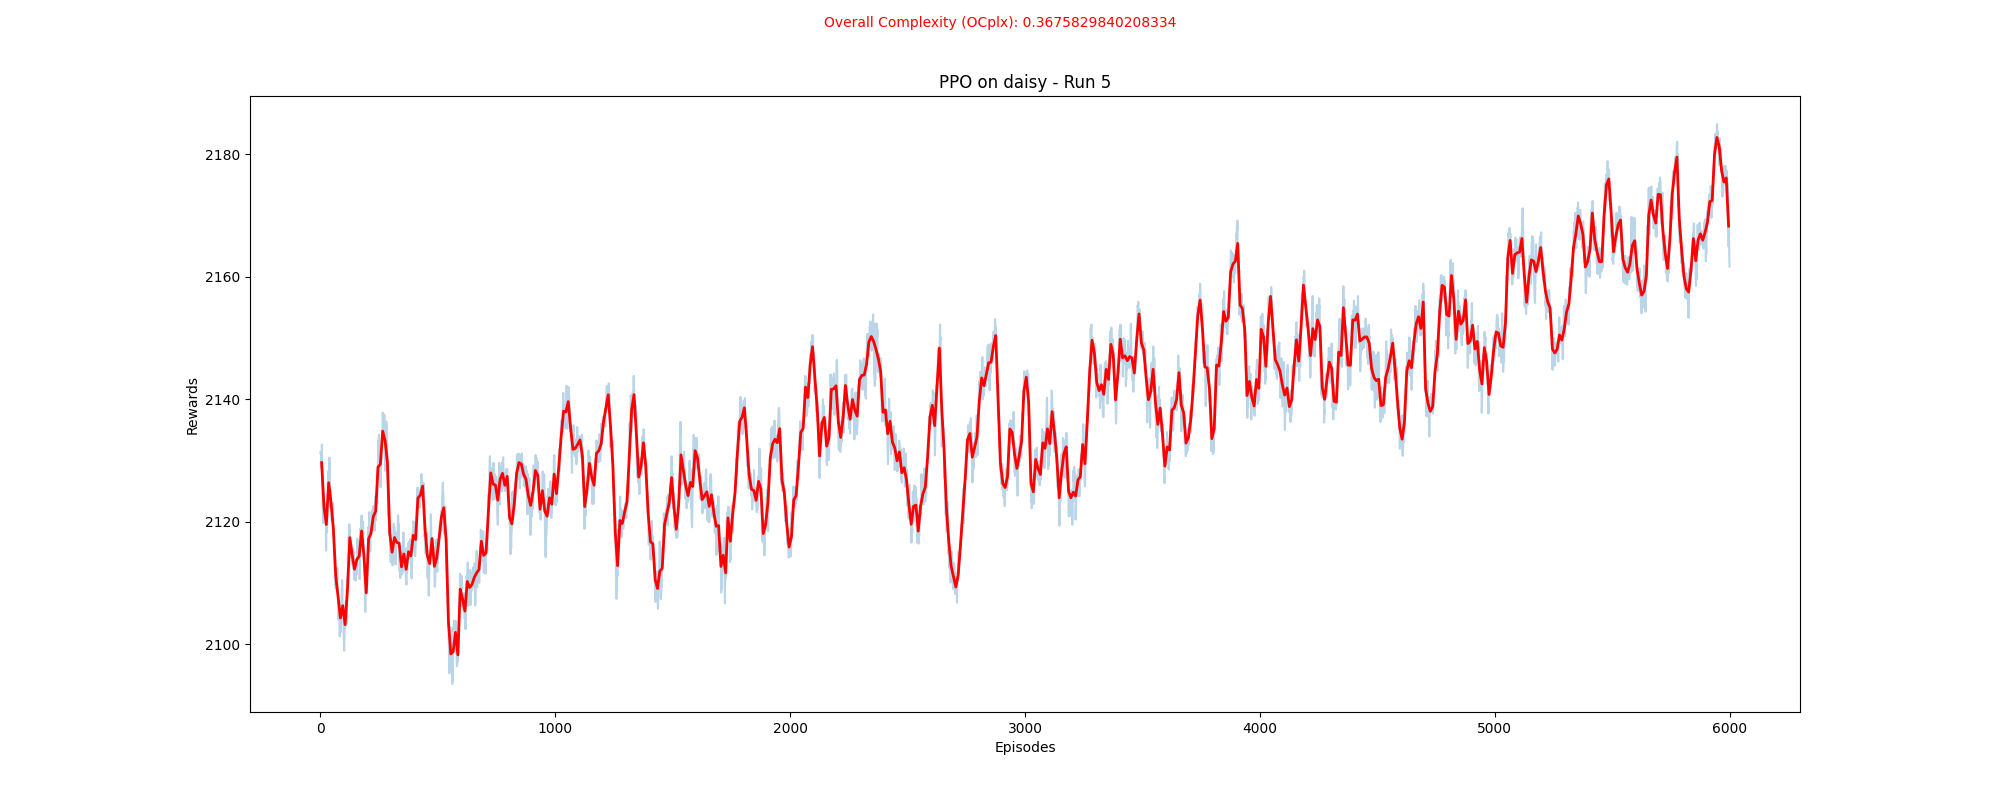 Overall Complexity (OCplx): 0.3675829840208334
PPO on daisy - Run 5
2180
2160
2140
2120
2100
Rewards
0 1000 2000 3000 4000 5000 6000
Episodes